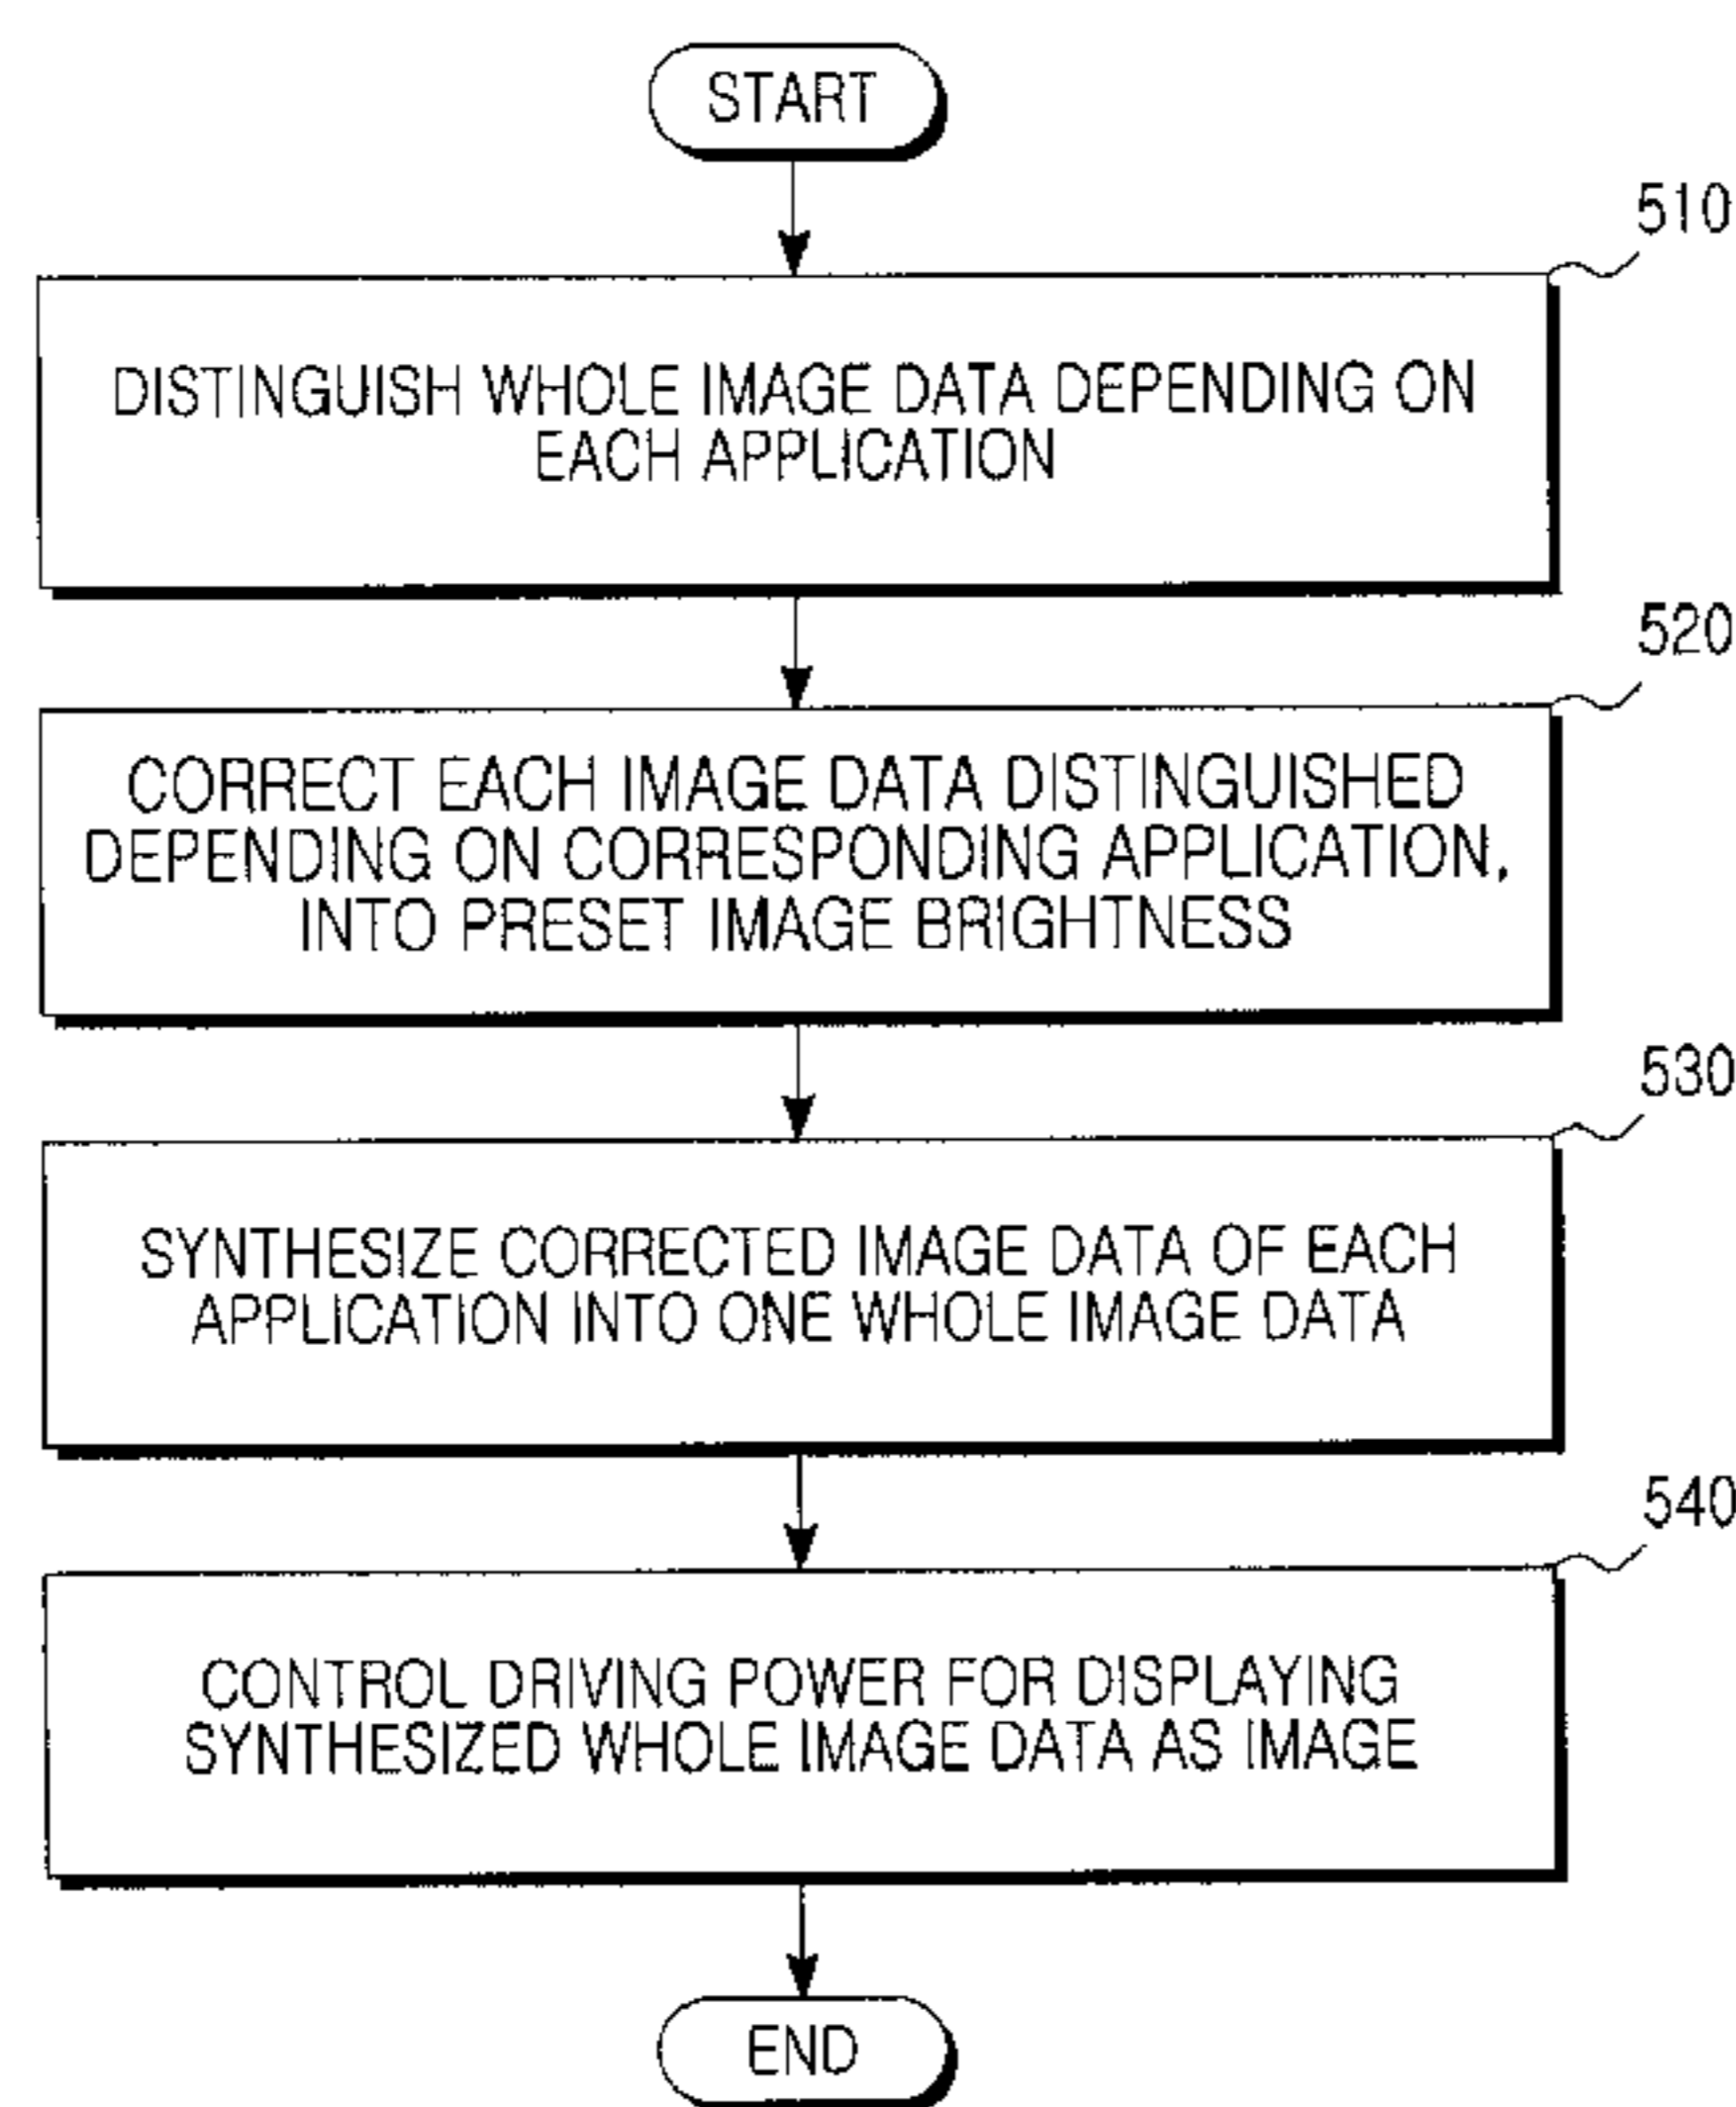 START
510
DISTINGUISH WHOLE IMAGE DATA DEPENDING ON
EACH APPLICATION
520
CORRECT EACH IMAGE DATA DISTINGUISHED
DEPENDING ON CORRESPONDING APPLICATION,
INTO PRESET IMAGE BRIGHTNESS
530
SYNTHESIZE CORRECTED IMAGE DATA OF EACH
APPLICATION INTO ONE WHOLE IMAGE DATA
540
CONTROL DRIVING POWER FOR DISPLAYING
SYNTHESIZED WHOLE IMAGE DATA AS IMAGE
END